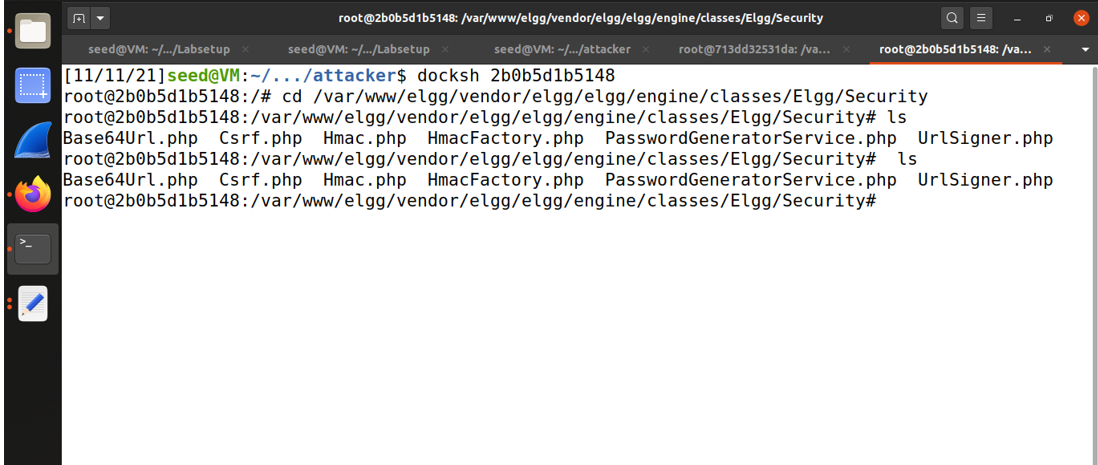 root@2b0b5d1b5148: /var/www/elgg/vendor/elgg/elgg/engine/classes/Elgg/Security
seed@VM: ~/.../Labsetup seed@VM: ~/.../Labsetup seed@VM: ~/.../attacker root@713dd32531da: /va... root@2b0b5d1b5148: /va...
[11/11/21]seed@VM:~/.../attacker$ docksh 2b0b5d1b5148
root@2b0b5d1b5148:/# cd /var/www/elgg/vendor/elgg/elgg/engine/classes/Elgg/Security
root@2b0b5d1b5148:/var/www/elgg/vendor/elgg/elgg/engine/classes/Elgg/Security# ls
Base64Url.php  Csrf.php  Hmac.php  HmacFactory.php  PasswordGeneratorService.php  UrlSigner.php
root@2b0b5d1b5148:/var/www/elgg/vendor/elgg/elgg/engine/classes/Elgg/Security#  ls
Base64Url.php  Csrf.php  Hmac.php  HmacFactory.php  PasswordGeneratorService.php  UrlSigner.php
root@2b0b5d1b5148:/var/www/elgg/vendor/elgg/elgg/engine/classes/Elgg/Security#